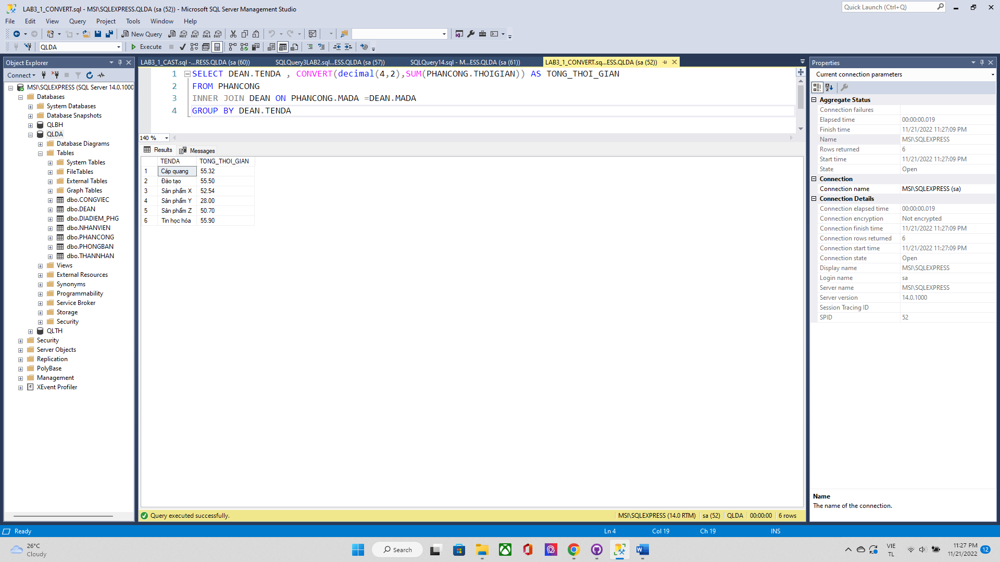 LAB3_1_CONVERT.sql - MSI\SQLEXPRESS.QLDA (sa (52)) - Microsoft SQL Server Management Studio
Quick Launch (Ctrl+Q)
File Edit View Query Project Tools Window Help
New Query
MDX DMX XMLA DAX
QLDA
Execute
Object Explorer
Connect
MSI\SQLEXPRESS (SQL Server 14.0.1000
Databases
System Databases
Database Snapshots
QLBH
QLDA
Database Diagrams
Tables
System Tables
FileTables
External Tables
Graph Tables
dbo.CONGVIEC
dbo.DEAN
dbo.DIADIEM_PHG
dbo.NHANVIEN
dbo.PHANCONG
dbo.PHONGBAN
dbo.THANNHAN
Views
External Resources
Synonyms
Programmability
Service Broker
Storage
Security
QLTH
Security
Server Objects
Replication
PolyBase
Management
XEvent Profiler
LAB3_1_CAST.sql -...RESS.QLDA (sa (60))
SQLQuery3LAB2.sql...ESS.QLDA (sa (57))
SQLQuery14.sql - M...ESS.QLDA (sa (61))
LAB3_1_CONVERT.sq...ESS.QLDA (sa (52))
1 SELECT DEAN.TENDA , CONVERT(decimal(4,2),SUM(PHANCONG.THOIGIAN)) AS TONG_THOI_GIAN
2 FROM PHANCONG
3 INNER JOIN DEAN ON PHANCONG.MADA =DEAN.MADA
4 GROUP BY DEAN.TENDA
140 %
Results Messages
TENDA TONG_THOI_GIAN
1 Cáp quang 55.32
2 Đào tạo 55.50
3 Sản phẩm X 52.54
4 Sản phẩm Y 28.00
5 Sản phẩm Z 50.70
6 Tin học hóa 55.90
Query executed successfully.
MSI\SQLEXPRESS (14.0 RTM) sa (52) QLDA 00:00:00 6 rows
Properties
Current connection parameters
Aggregate Status
Connection failures
Elapsed time 00:00:00.019
Finish time 11/21/2022 11:27:09 PM
Name MSI\SQLEXPRESS
Rows returned 6
Start time 11/21/2022 11:27:09 PM
State Open
Connection
Connection name MSI\SQLEXPRESS (sa)
Connection Details
Connection elapsed time 00:00:00.019
Connection encryption Not encrypted
Connection finish time 11/21/2022 11:27:09 PM
Connection rows returned 6
Connection start time 11/21/2022 11:27:09 PM
Connection state Open
Display name MSI\SQLEXPRESS
Login name sa
Server name MSI\SQLEXPRESS
Server version 14.0.1000
Session Tracing ID
SPID 52
Name
The name of the connection.
Ready
Ln 4 Col 19 Ch 19 INS
26°C
Cloudy
Search
VIE
TL
11:27 PM
11/21/2022
12